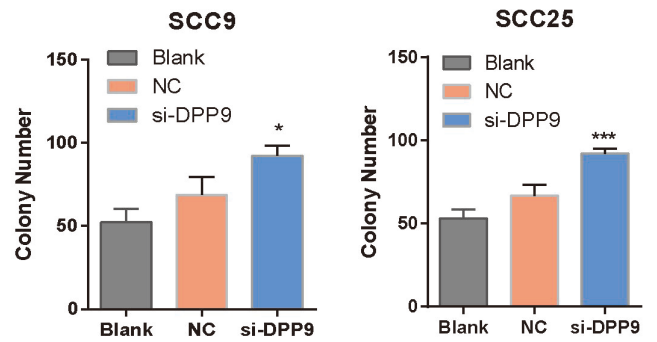 SCC9
Colony Number
150
100
50
0
Blank
NC
si-DPP9
*
Blank
NC
si-DPP9
SCC25
Colony Number
150
100
50
0
Blank
NC
si-DPP9
***
Blank
NC
si-DPP9